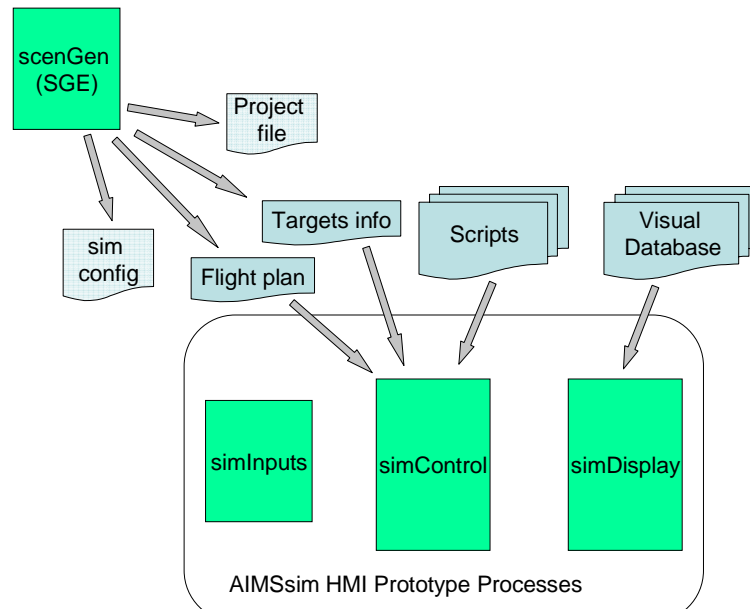 scenGen
(SGE)
Project
file
Targets info
Scripts
Visual
Database
sim
config
Flight plan
simInputs
simControl
simDisplay
AIMSsim HMI Prototype Processes